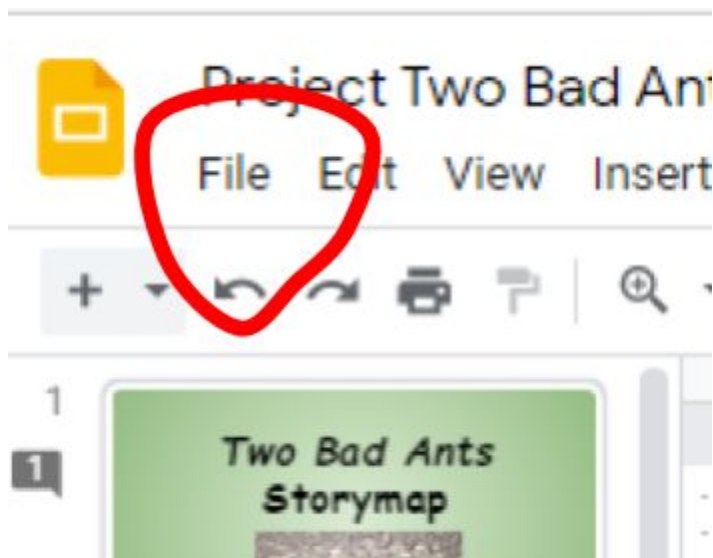 Project Two Bad Ant
File Edit View Insert
1
1
Two Bad Ants
Storymap